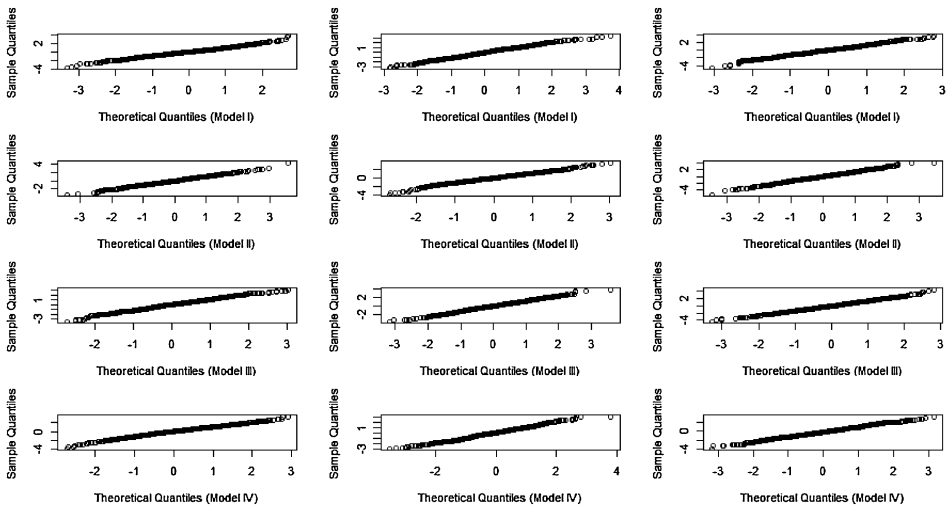 Sample Quantiles
2
-4
-3 -2 -1 0 1 2
Theoretical Quantiles (Model I)
Sample Quantiles
1
-3
-3 -2 -1 0 1 2 3 4
Theoretical Quantiles (Model I)
Sample Quantiles
2
-4
-3 -2 -1 0 1 2 3
Theoretical Quantiles (Model I)
Sample Quantiles
4
-2
-3 -2 -1 0 1 2 3
Theoretical Quantiles (Model II)
Sample Quantiles
0
-4
-2 -1 0 1 2 3
Theoretical Quantiles (Model II)
Sample Quantiles
2
-4
-3 -2 -1 0 1 2 3
Theoretical Quantiles (Model II)
Sample Quantiles
1
-3
-2 -1 0 1 2 3
Theoretical Quantiles (Model III)
Sample Quantiles
2
-2
-3 -2 -1 0 1 2 3
Theoretical Quantiles (Model III)
Sample Quantiles
2
-4
-3 -2 -1 0 1 2 3
Theoretical Quantiles (Model III)
Sample Quantiles
0
-4
-2 -1 0 1 2 3
Theoretical Quantiles (Model IV)
Sample Quantiles
1
-3
-2 0 2 4
Theoretical Quantiles (Model IV)
Sample Quantiles
0
-4
-3 -2 -1 0 1 2 3
Theoretical Quantiles (Model IV)